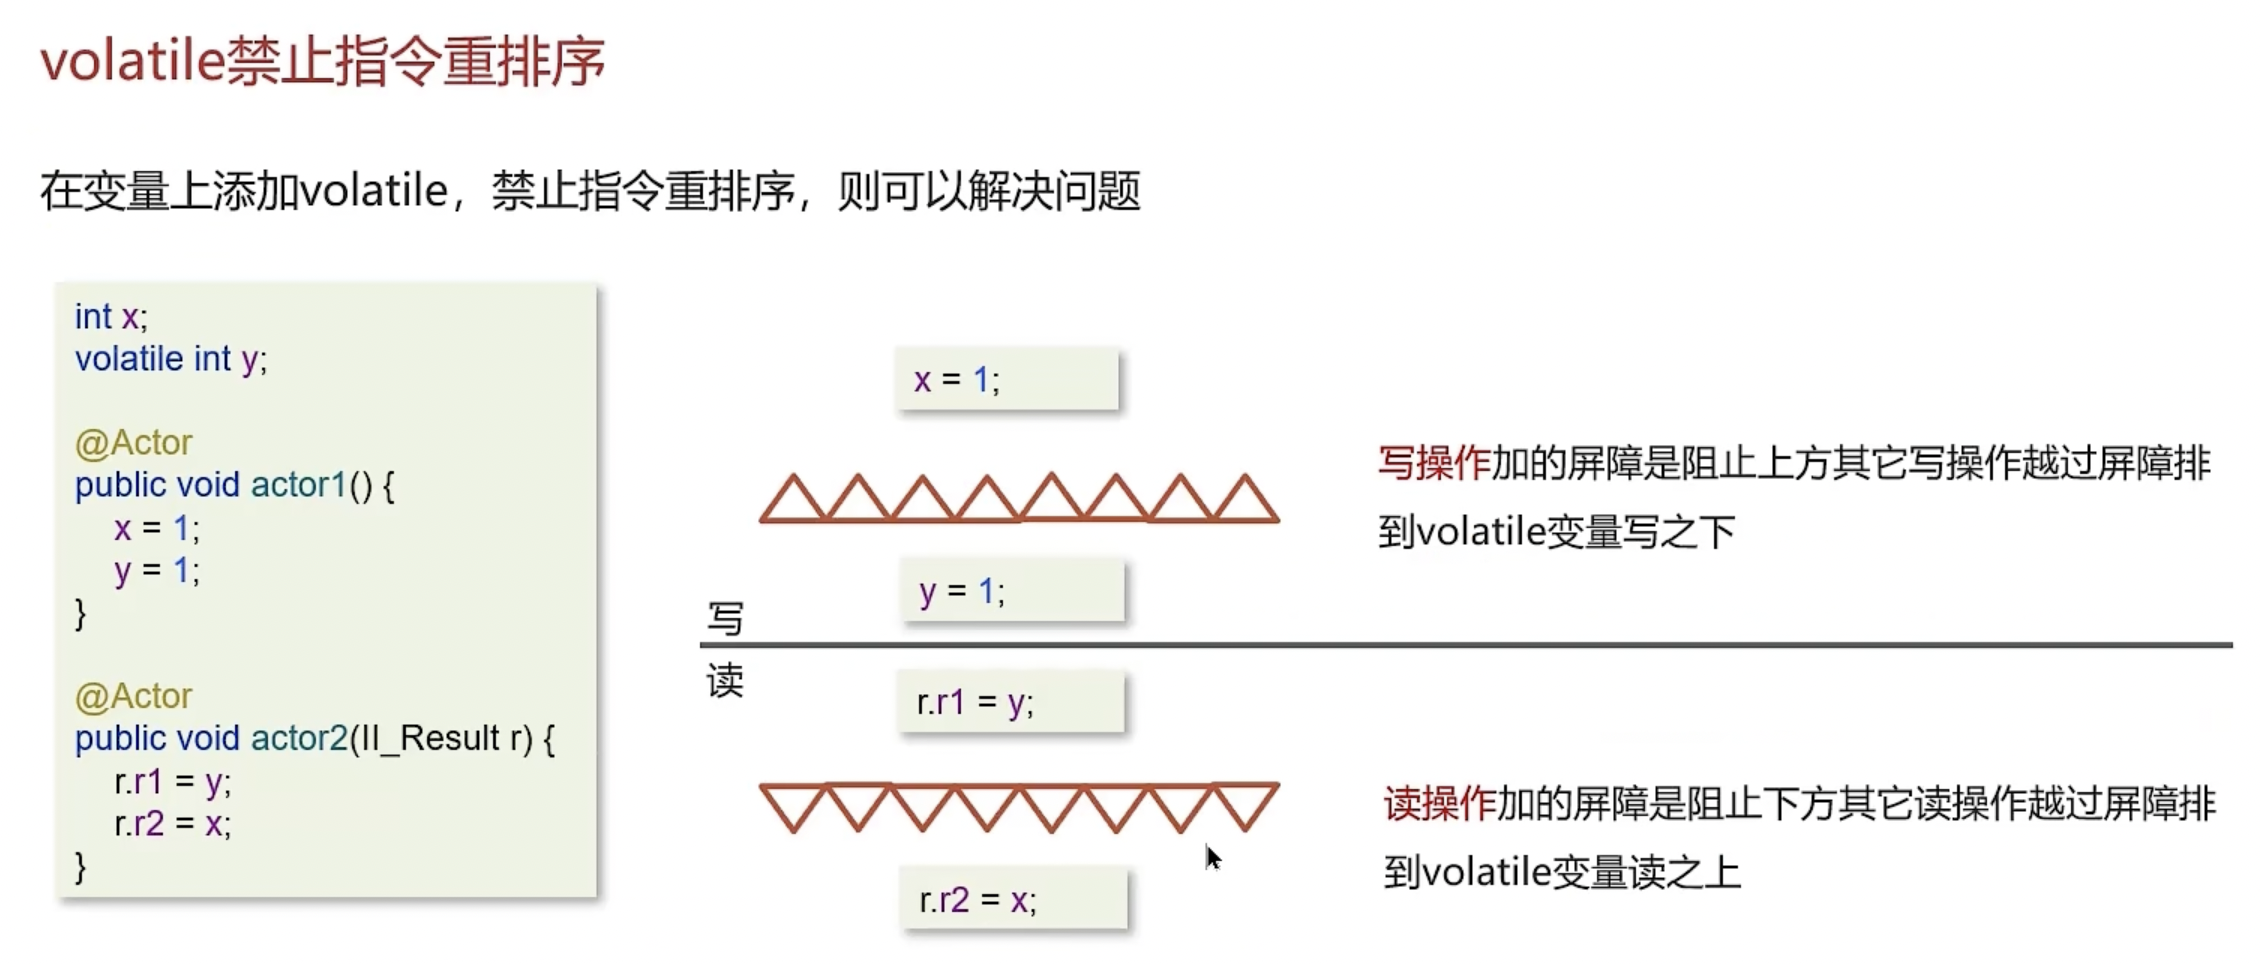 volatile禁止指令重排序
在变量上添加volatile，禁止指令重排序，则可以解决问题
int x;
volatile int y;
@Actor
public void actor1() {
x = 1;
y = 1;
}
@Actor
public void actor2(II_Result r) {
r.r1 = y;
r.r2 = x;
}
x = 1;
写操作加的屏障是阻止上方其它写操作越过屏障排
到volatile变量写之下
y = 1;
写
读
r.r1 = y;
读操作加的屏障是阻止下方其它读操作越过屏障排
到volatile变量读之上
r.r2 = x;